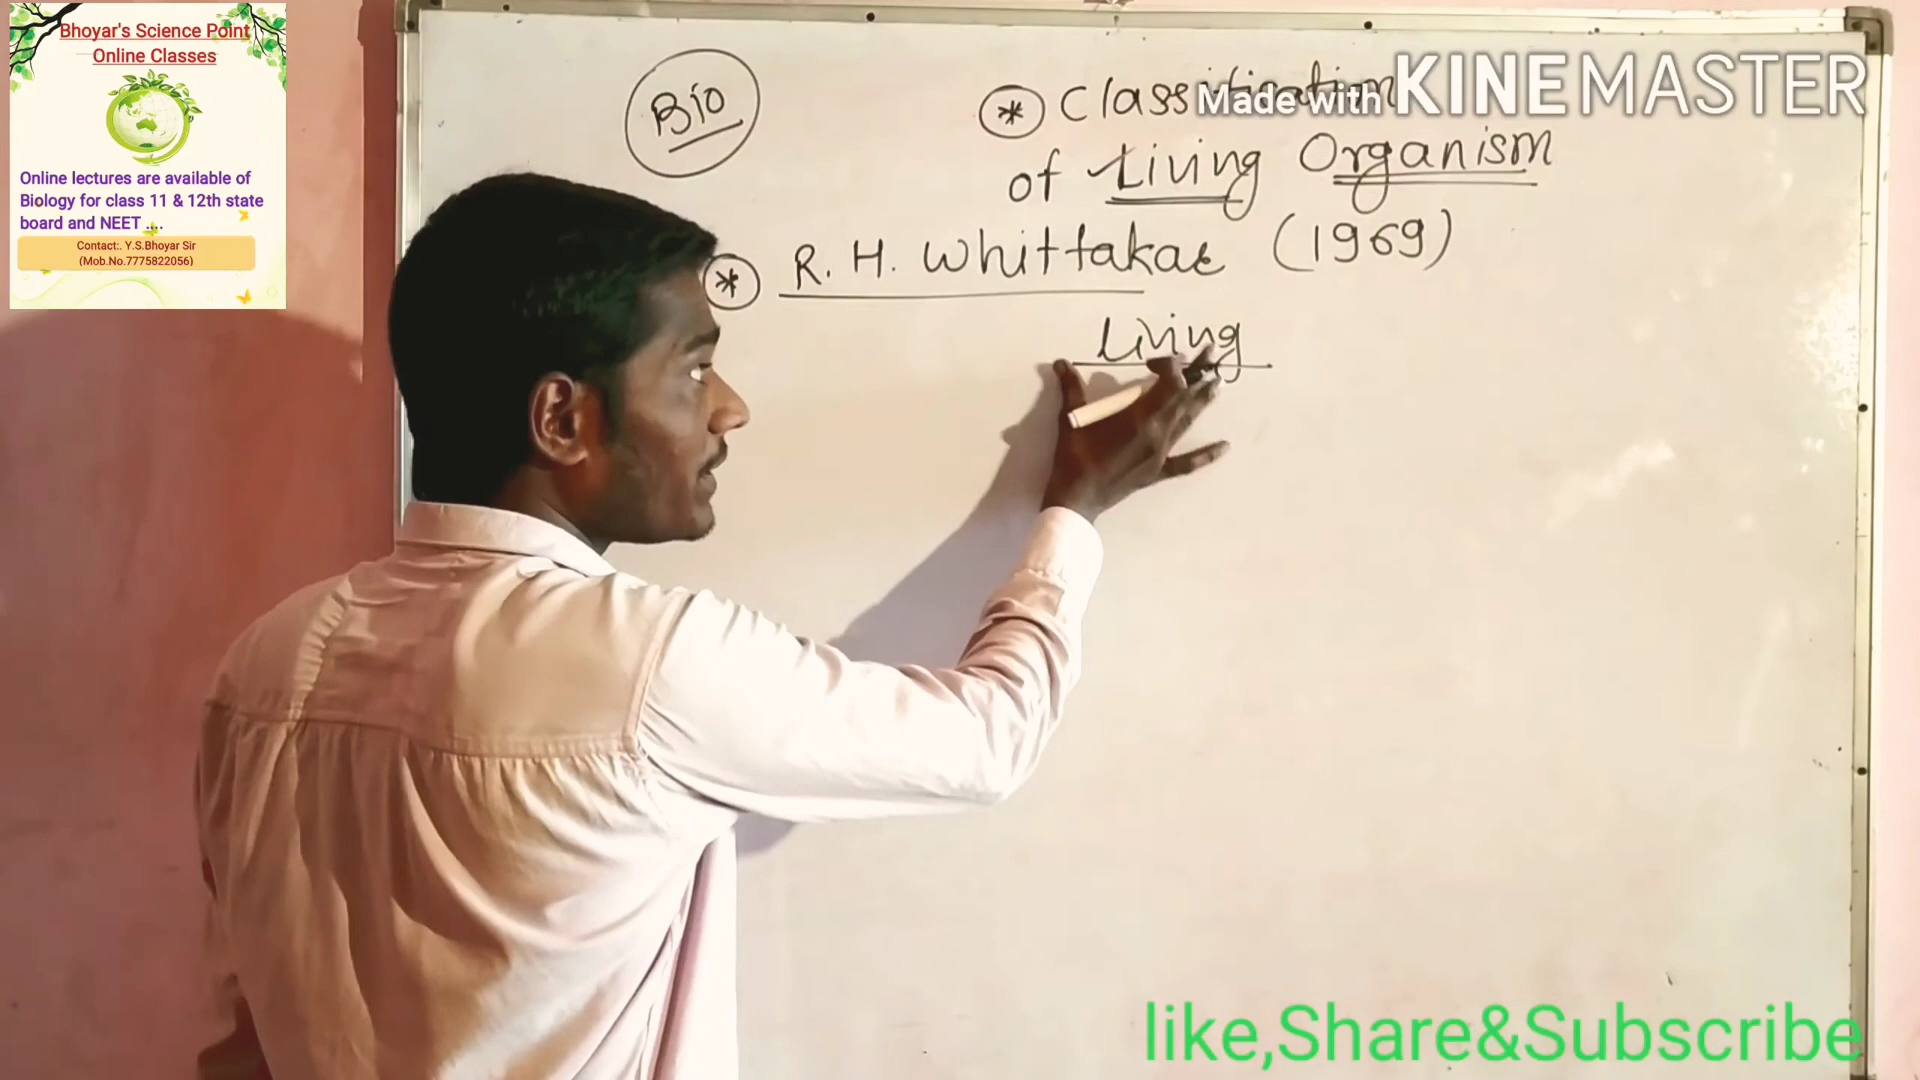 Bhoyar's Science Point
Online Classes
Online lectures are available of
Biology for class 11 & 12th state
board and NEET ....
Contact:. Y.S.Bhoyar Sir
(Mob.No.7775822056)
Bio
* Classification
Made with KINEMASTER
of Living Organism
* R. H. Whittakar (1969)
Living
like,Share&Subscribe